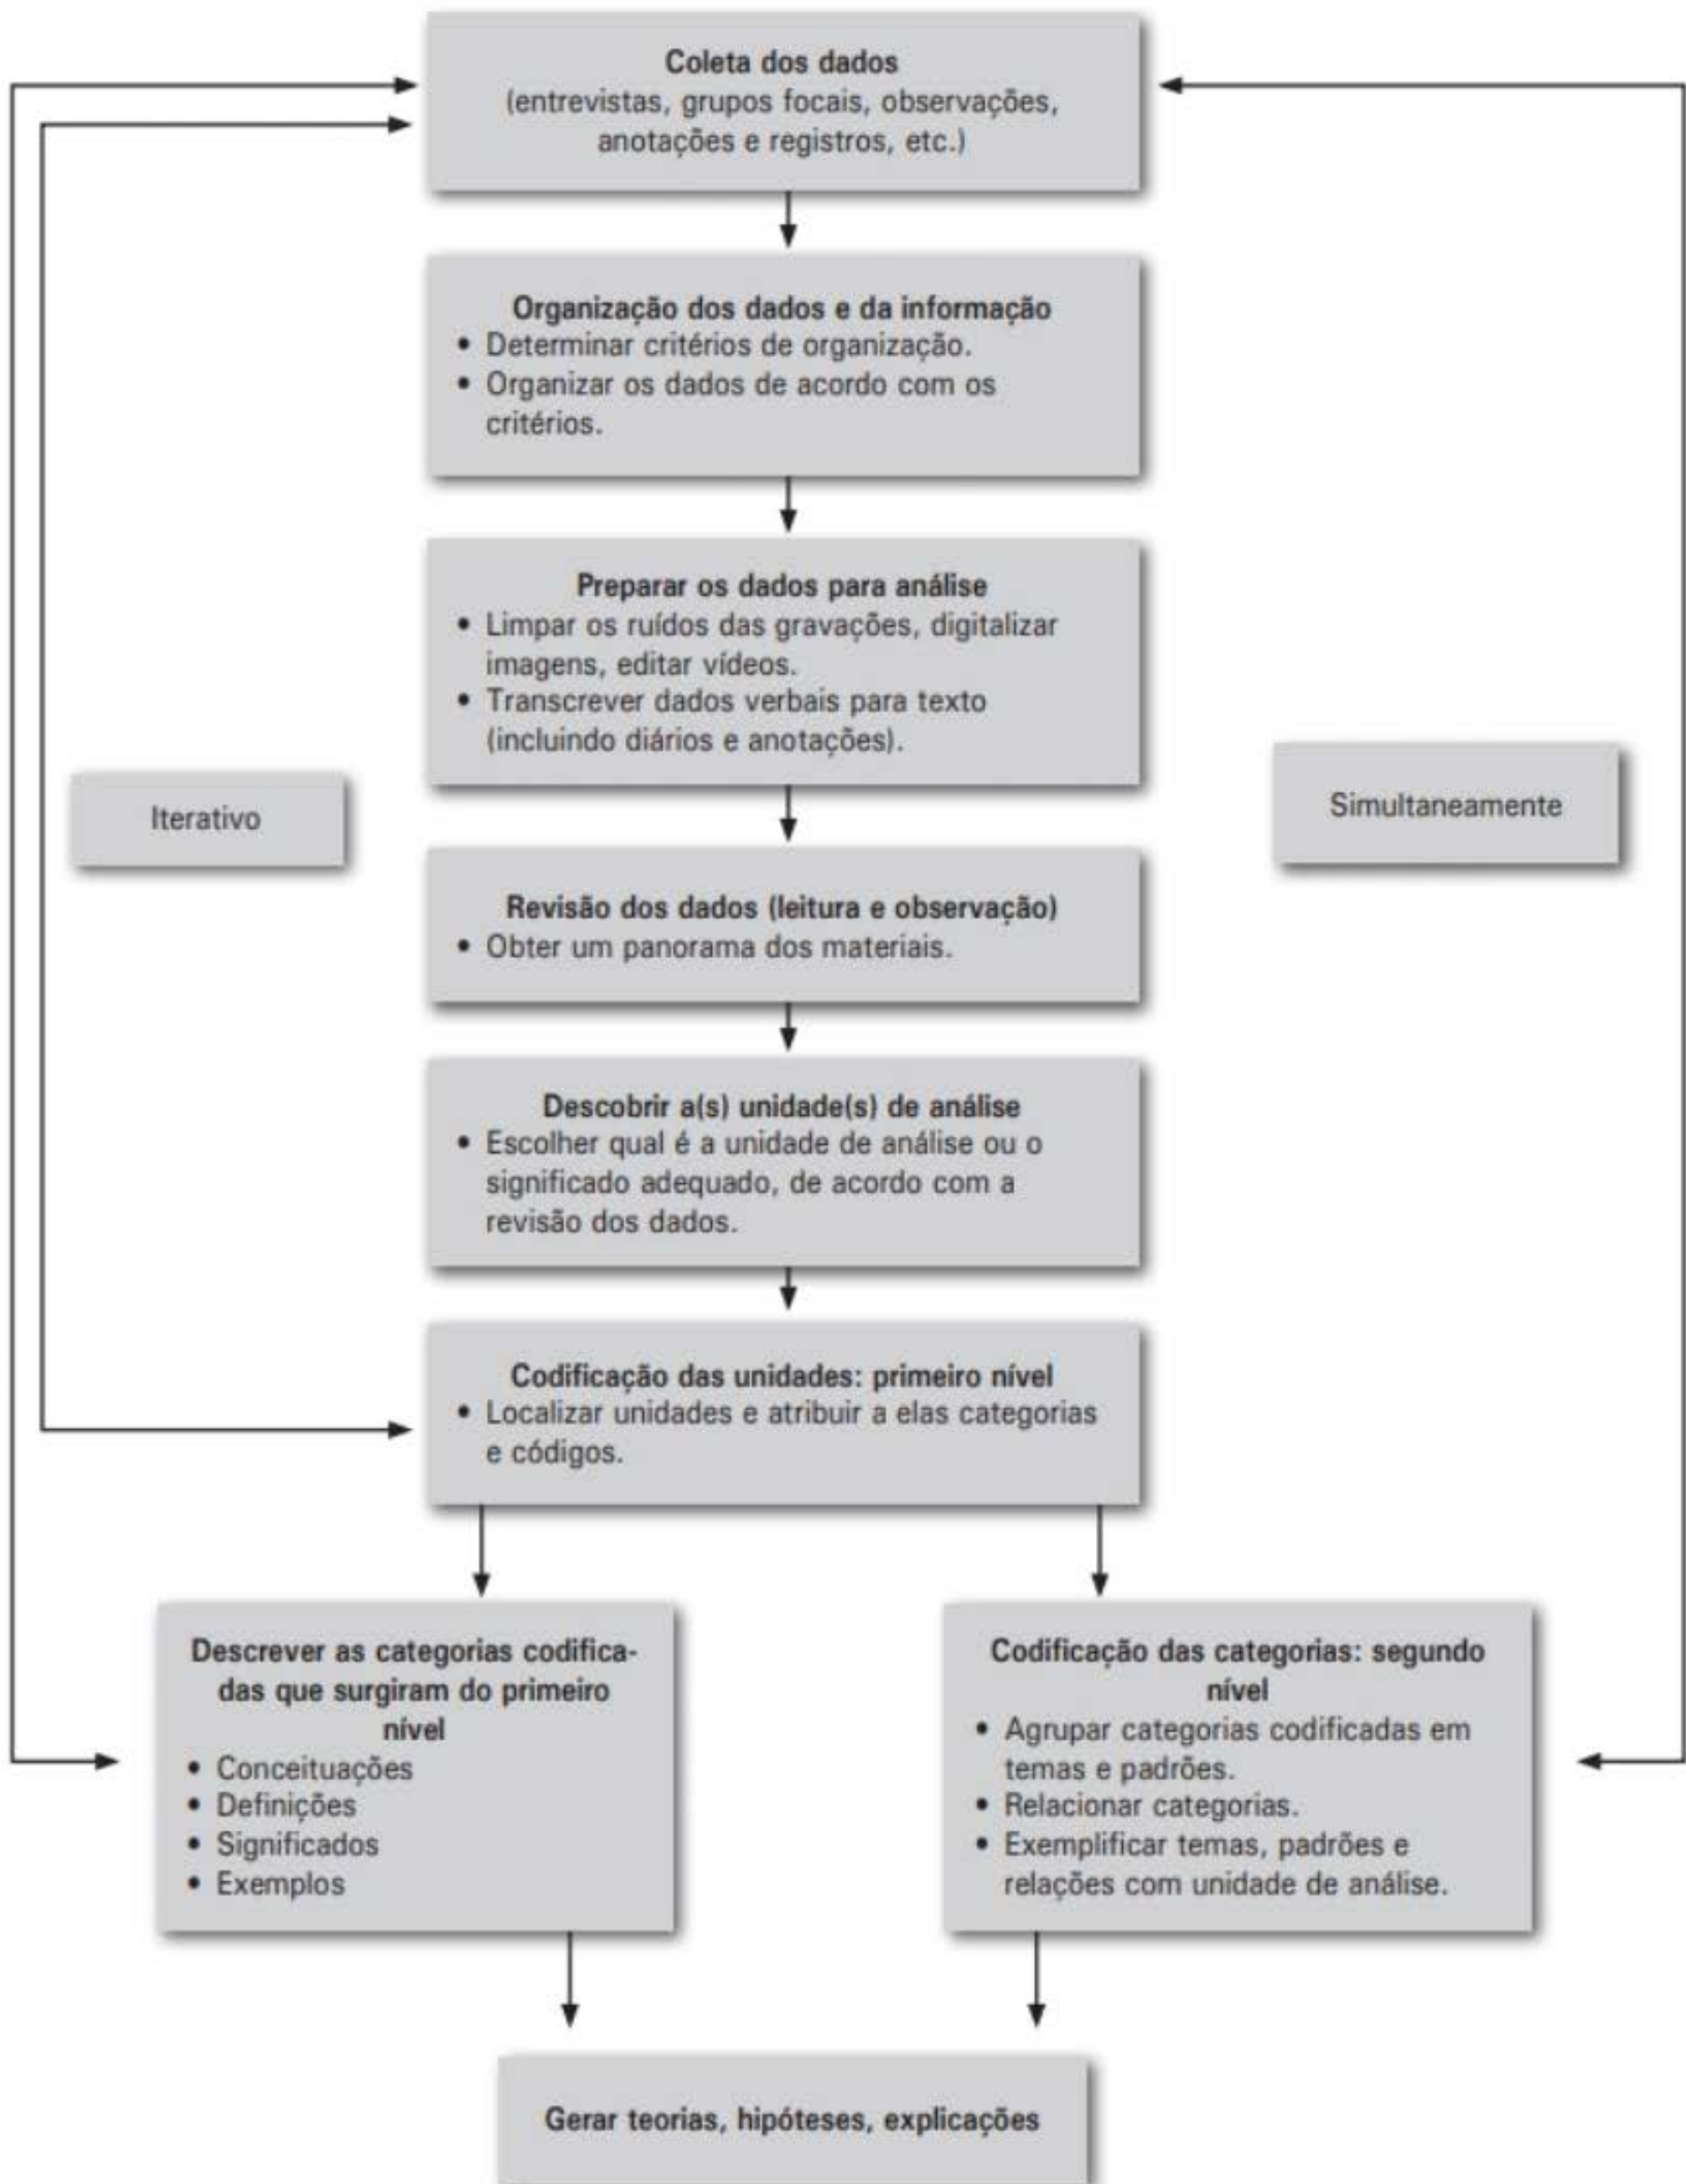 Coleta dos dados
(entrevistas, grupos focais, observações,
anotações e registros, etc.)
Organização dos dados e da informação
• Determinar critérios de organização.
• Organizar os dados de acordo com os
critérios.
Preparar os dados para análise
• Limpar os ruídos das gravações, digitalizar
imagens, editar vídeos.
• Transcrever dados verbais para texto
(incluindo diários e anotações).
Iterativo
Simultaneamente
Revisão dos dados (leitura e observação)
• Obter um panorama dos materiais.
Descobrir a(s) unidade(s) de análise
• Escolher qual é a unidade de análise ou o
significado adequado, de acordo com a
revisão dos dados.
Codificação das unidades: primeiro nível
• Localizar unidades e atribuir a elas categorias
e códigos.
Descrever as categorias codifica-
das que surgiram do primeiro
nível
• Conceituações
• Definições
• Significados
• Exemplos
Codificação das categorias: segundo
nível
• Agrupar categorias codificadas em
temas e padrões.
• Relacionar categorias.
• Exemplificar temas, padrões e
relações com unidade de análise.
Gerar teorias, hipóteses, explicações